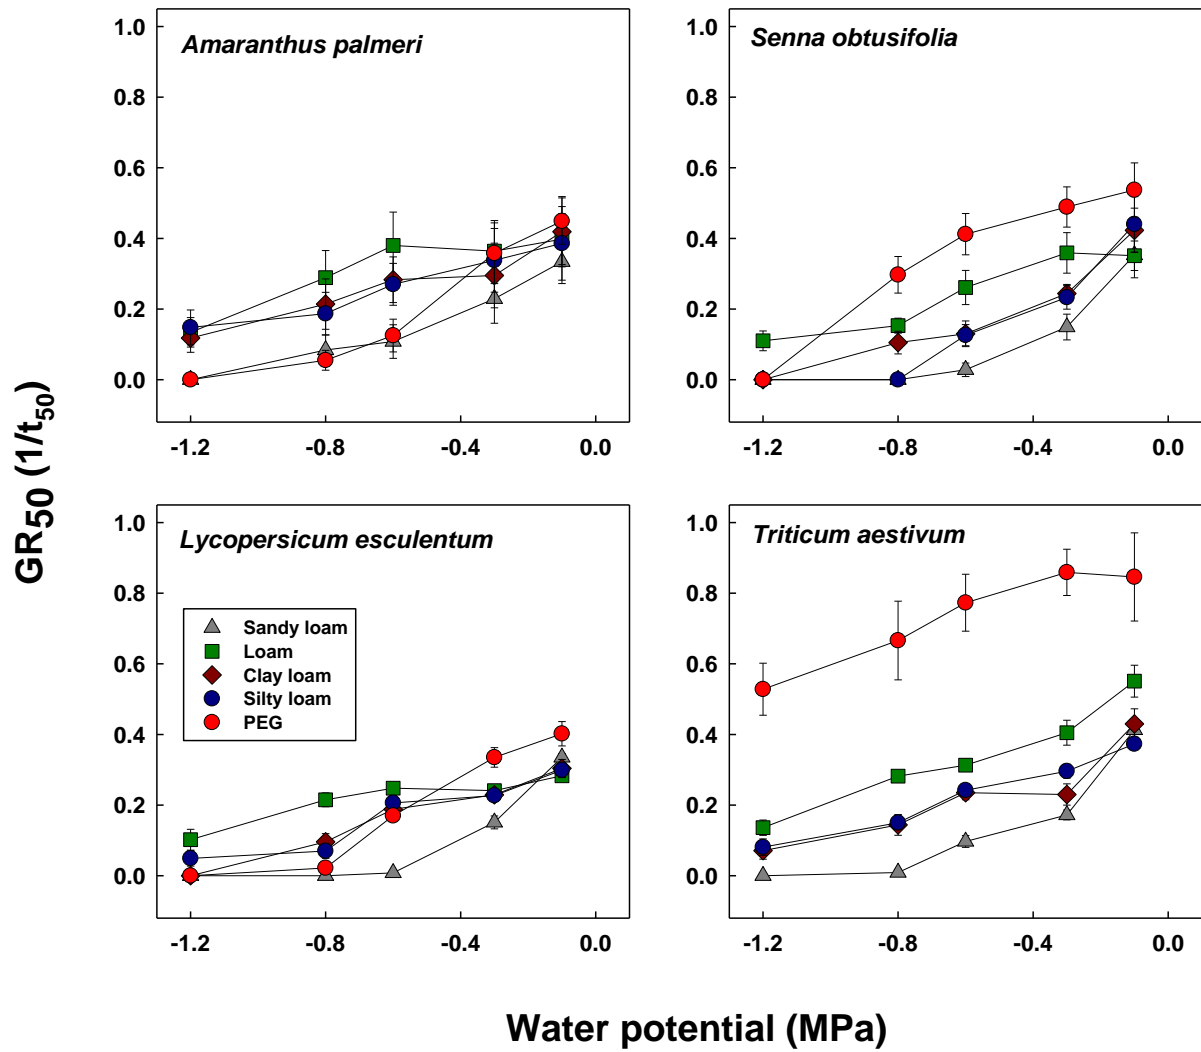 Amaranthus palmeri
1.0
0.8
0.6
0.4
0.2
0.0
-1.2 -0.8 -0.4 0.0
Senna obtusifolia
1.0
0.8
0.6
0.4
0.2
0.0
-1.2 -0.8 -0.4 0.0
GR50 (1/t50)
Lycopersicum esculentum
1.0
0.8
0.6
0.4
0.2
0.0
Sandy loam
Loam
Clay loam
Silty loam
PEG
-1.2 -0.8 -0.4 0.0
Triticum aestivum
1.0
0.8
0.6
0.4
0.2
0.0
-1.2 -0.8 -0.4 0.0
Water potential (MPa)